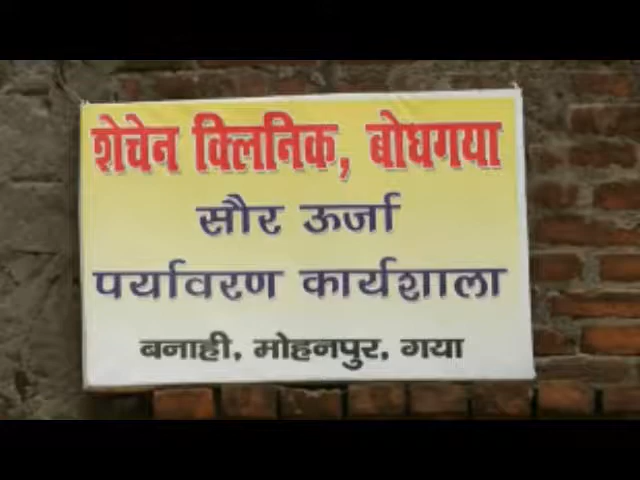 शेचेन क्लिनिक, बोधगया
सौर ऊर्जा
पर्यावरण कार्यशाला
बनाही, मोहनपुर, गया